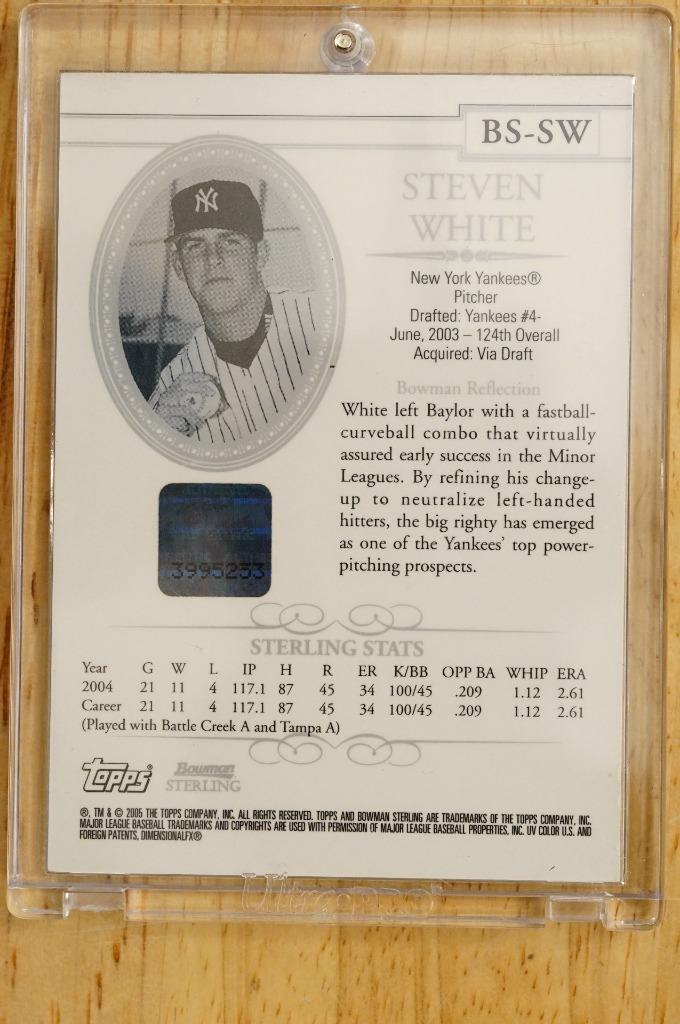 BS-SW
STEVEN
WHITE
New York Yankees®
Pitcher
Drafted: Yankees #4-
June, 2003 – 124th Overall
Acquired: Via Draft
Bowman Reflection
White left Baylor with a fastball-
curveball combo that virtually
assured early success in the Minor
Leagues. By refining his change-
up to neutralize left-handed
hitters, the big righty has emerged
as one of the Yankees' top power-
pitching prospects.
NY
3995233
STERLING STATS
Year G W L IP H R ER K/BB OPP BA WHIP ERA
2004 21 11 4 117.1 87 45 34 100/45 .209 1.12 2.61
Career 21 11 4 117.1 87 45 34 100/45 .209 1.12 2.61
(Played with Battle Creek A and Tampa A)
Topps® Bowman
STERLING
®, TM & © 2005 THE TOPPS COMPANY, INC. ALL RIGHTS RESERVED. TOPPS AND BOWMAN STERLING ARE TRADEMARKS OF THE TOPPS COMPANY, INC.
MAJOR LEAGUE BASEBALL TRADEMARKS AND COPYRIGHTS ARE USED WITH PERMISSION OF MAJOR LEAGUE BASEBALL PROPERTIES, INC. UV COLOR U.S. AND
FOREIGN PATENTS, DIMENSIONALFX®